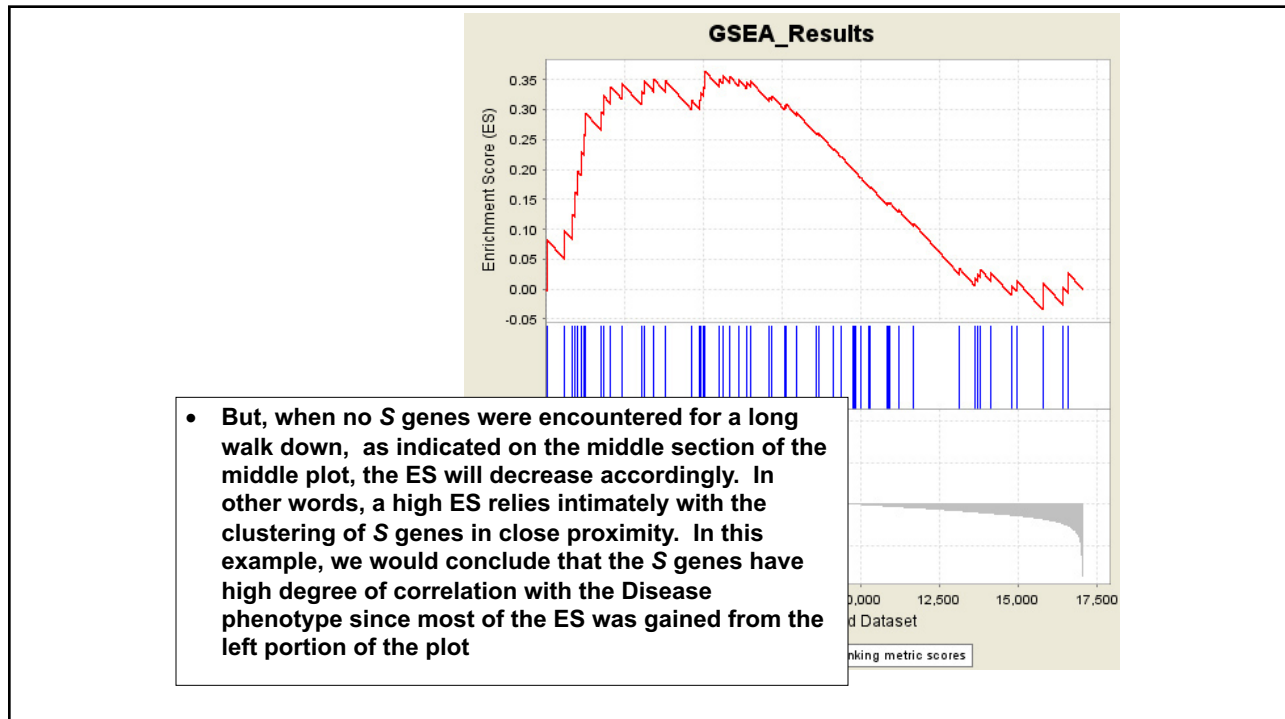 GSEA_Results
0.35
0.30
0.25
0.20
0.15
0.10
0.05
0.00
-0.05
Enrichment Score (ES)
• But, when no S genes were encountered for a long
walk down, as indicated on the middle section of the
middle plot, the ES will decrease accordingly. In
other words, a high ES relies intimately with the
clustering of S genes in close proximity. In this
example, we would conclude that the S genes have
high degree of correlation with the Disease
phenotype since most of the ES was gained from the
left portion of the plot
0,000 12,500 15,000 17,500
d Dataset
nking metric scores